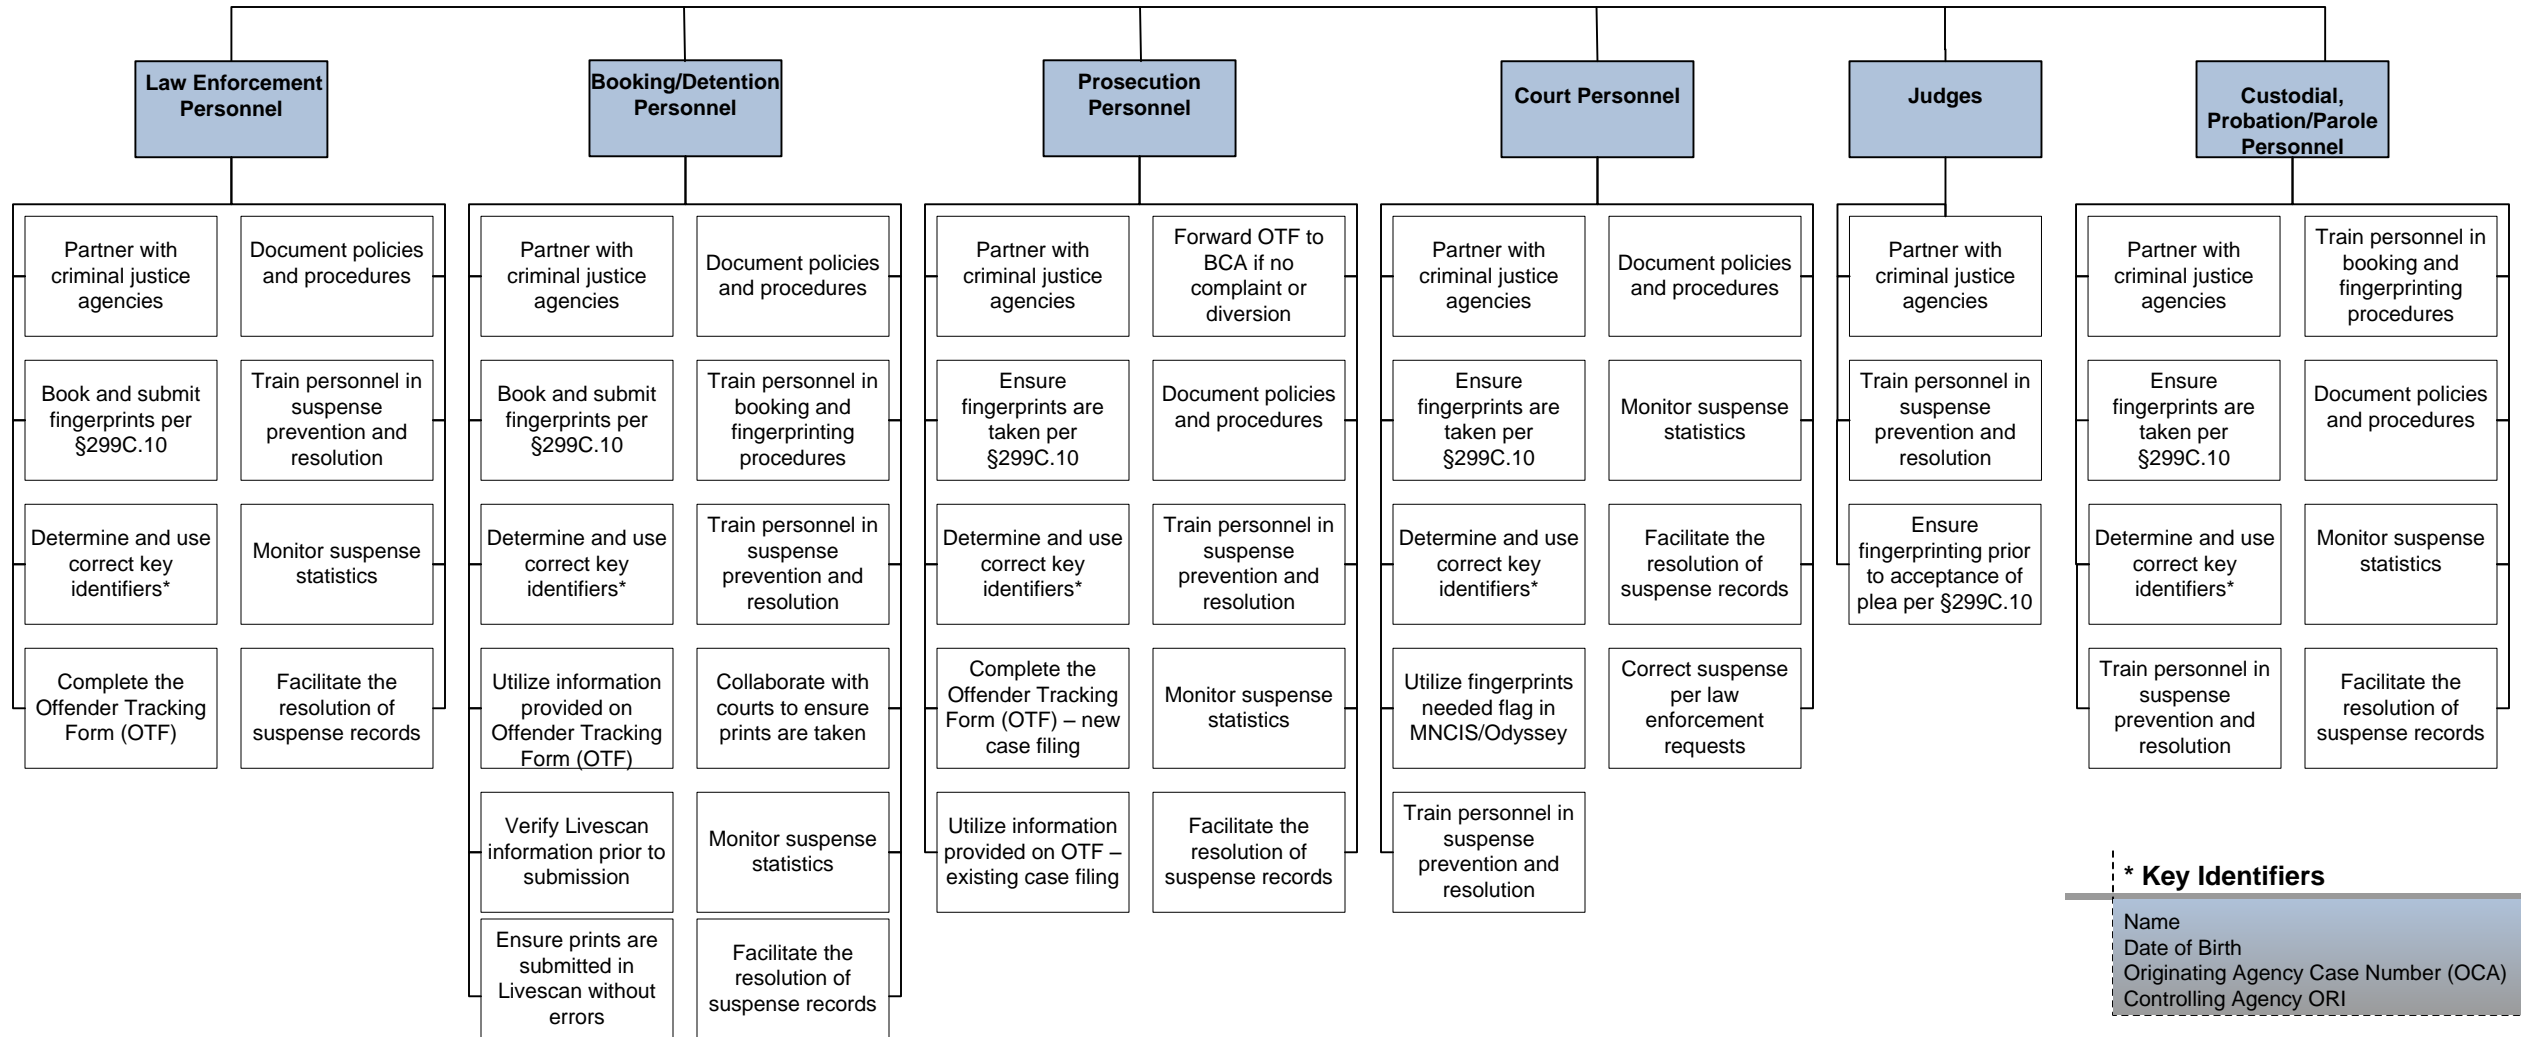 Law Enforcement
Personnel
Booking/Detention
Personnel
Prosecution
Personnel
Court Personnel
Judges
Custodial,
Probation/Parole
Personnel
Partner with
criminal justice
agencies
Document policies
and procedures
Book and submit
fingerprints per
§299C.10
Train personnel in
suspense
prevention and
resolution
Determine and use
correct key
identifiers*
Monitor suspense
statistics
Complete the
Offender Tracking
Form (OTF)
Facilitate the
resolution of
suspense records
Partner with
criminal justice
agencies
Document policies
and procedures
Book and submit
fingerprints per
§299C.10
Train personnel in
booking and
fingerprinting
procedures
Determine and use
correct key
identifiers*
Train personnel in
suspense
prevention and
resolution
Utilize information
provided on
Offender Tracking
Form (OTF)
Collaborate with
courts to ensure
prints are taken
Verify Livescan
information prior to
submission
Monitor suspense
statistics
Ensure prints are
submitted in
Livescan without
errors
Facilitate the
resolution of
suspense records
Partner with
criminal justice
agencies
Forward OTF to
BCA if no
complaint or
diversion
Ensure
fingerprints are
taken per
§299C.10
Document policies
and procedures
Determine and use
correct key
identifiers*
Train personnel in
suspense
prevention and
resolution
Complete the
Offender Tracking
Form (OTF) – new
case filing
Monitor suspense
statistics
Utilize information
provided on OTF –
existing case filing
Facilitate the
resolution of
suspense records
Partner with
criminal justice
agencies
Document policies
and procedures
Ensure
fingerprints are
taken per
§299C.10
Monitor suspense
statistics
Determine and use
correct key
identifiers*
Facilitate the
resolution of
suspense records
Utilize fingerprints
needed flag in
MNCIS/Odyssey
Correct suspense
per law
enforcement
requests
Train personnel in
suspense
prevention and
resolution
Partner with
criminal justice
agencies
Train personnel in
suspense
prevention and
resolution
Ensure
fingerprinting prior
to acceptance of
plea per §299C.10
Partner with
criminal justice
agencies
Train personnel in
booking and
fingerprinting
procedures
Ensure
fingerprints are
taken per
§299C.10
Document policies
and procedures
Determine and use
correct key
identifiers*
Monitor suspense
statistics
Train personnel in
suspense
prevention and
resolution
Facilitate the
resolution of
suspense records
* Key Identifiers
Name
Date of Birth
Originating Agency Case Number (OCA)
Controlling Agency ORI